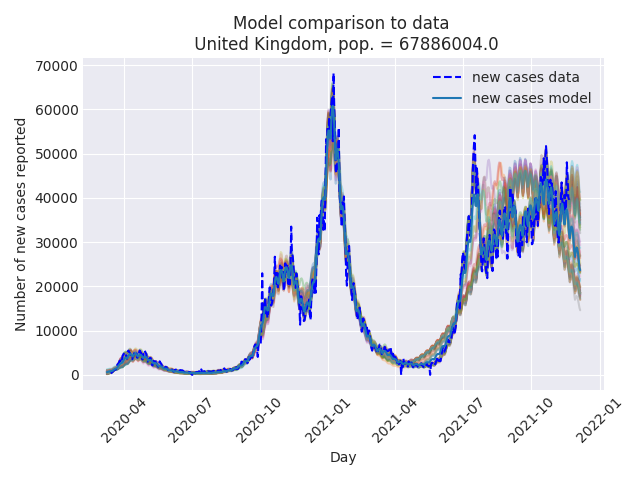 Model comparison to data
United Kingdom, pop. = 67886004.0
70000
60000
50000
40000
30000
20000
10000
0
Number of new cases reported
new cases data
new cases model
2020-04
2020-07
2020-10
2021-01
2021-04
2021-07
2021-10
2022-01
Day